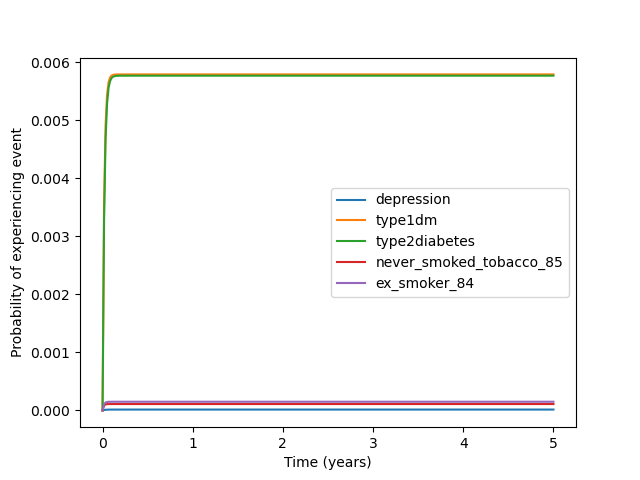 0.006
0.005
0.004
0.003
0.002
0.001
0.000
Probability of experiencing event
depression
type1dm
type2diabetes
never_smoked_tobacco_85
ex_smoker_84
0 1 2 3 4 5
Time (years)